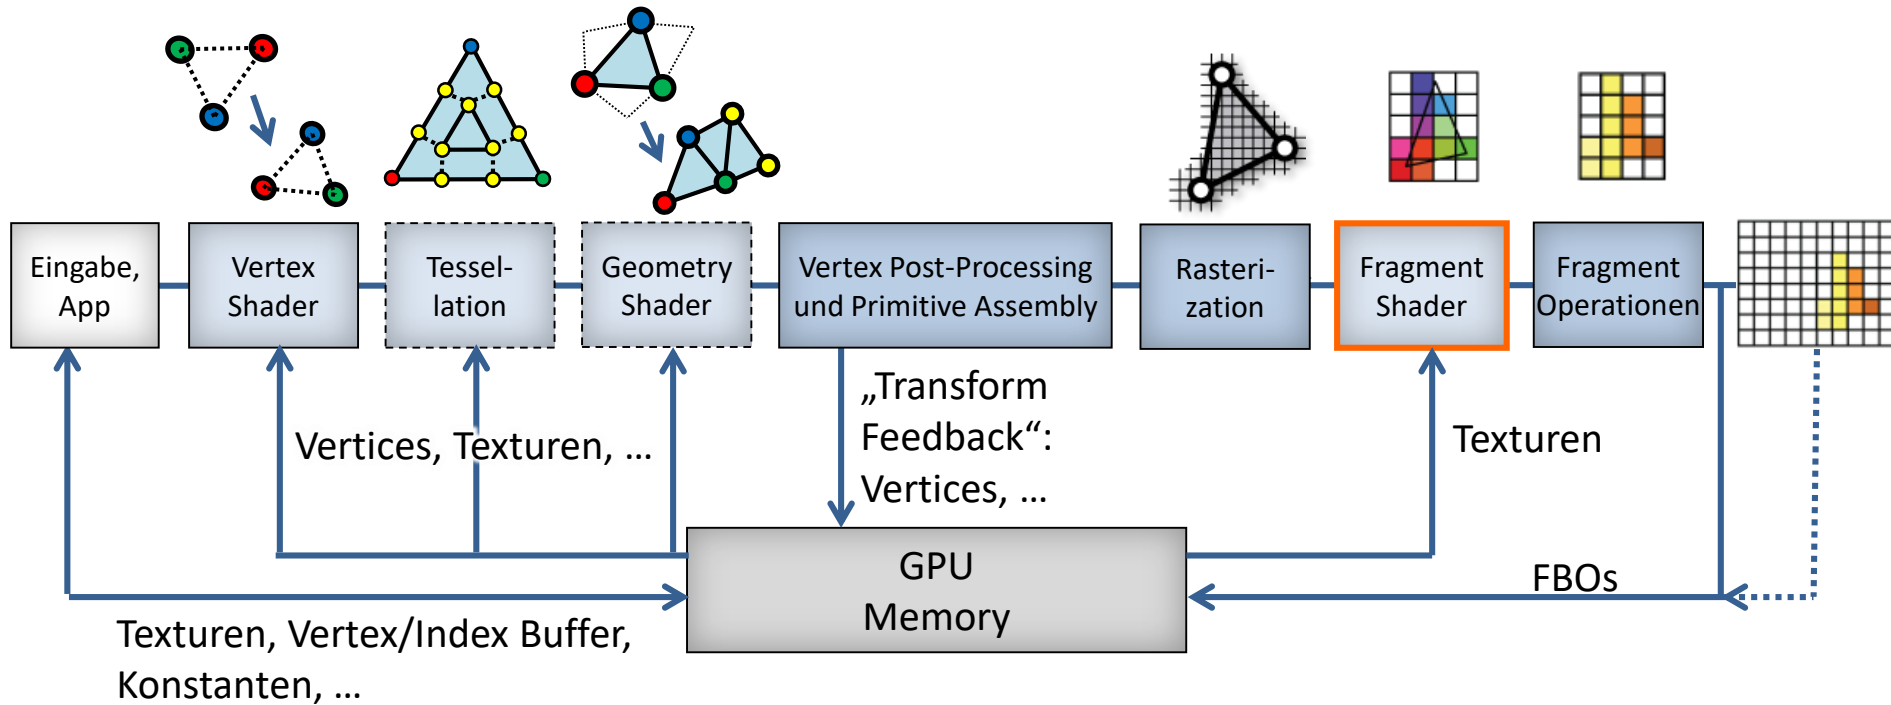 Eingabe,
App
Vertex
Shader
Tessel-
lation
Geometry
Shader
Vertex Post-Processing
und Primitive Assembly
Rasteri-
zation
Fragment
Shader
Fragment
Operationen
Vertices, Texturen, ...
„Transform
Feedback“:
Vertices, ...
Texturen
GPU
Memory
FBOs
Texturen, Vertex/Index Buffer,
Konstanten, ...